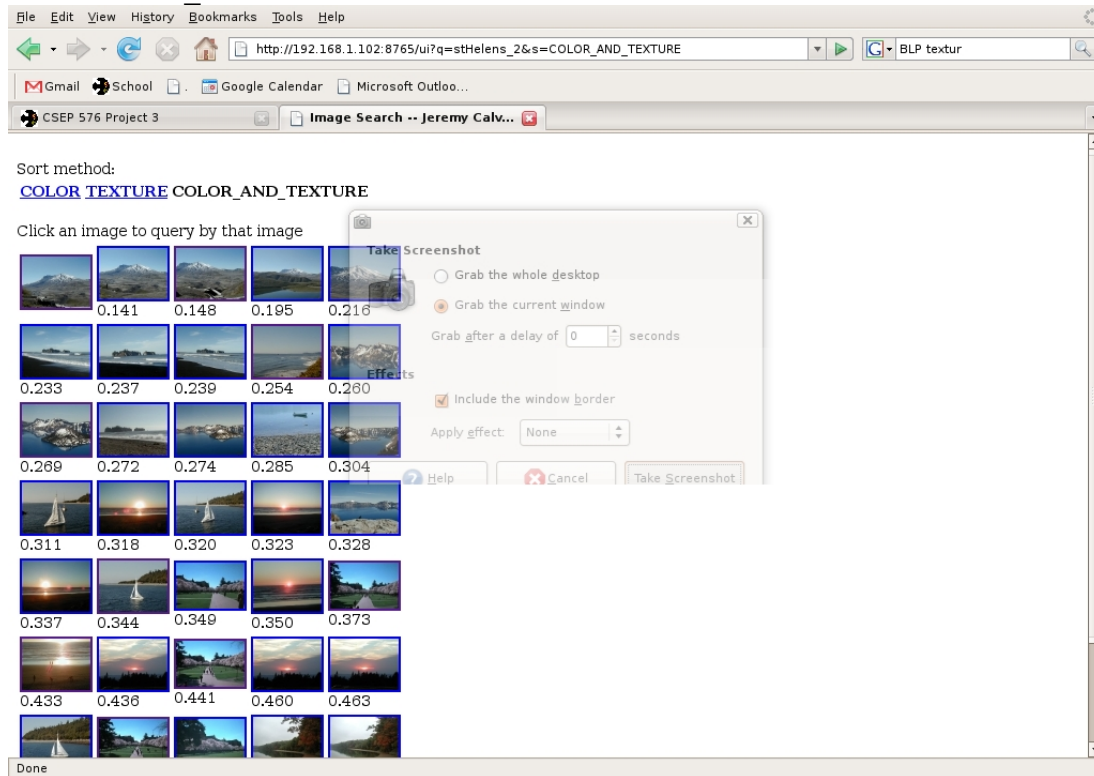 File Edit View History Bookmarks Tools Help
http://192.168.1.102:8765/ui?q=stHelens_2&s=COLOR_AND_TEXTURE
G BLP textur
Gmail School . Google Calendar Microsoft Outloo...
CSEP 576 Project 3 Image Search -- Jeremy Calv...
Sort method:
COLOR TEXTURE COLOR_AND_TEXTURE
Click an image to query by that image
0.141 0.148 0.195 0.216
0.233 0.237 0.239 0.254 0.260
0.269 0.272 0.274 0.285 0.304
0.311 0.318 0.320 0.323 0.328
0.337 0.344 0.349 0.350 0.373
0.433 0.436 0.441 0.460 0.463
Take Screenshot
Grab the whole desktop
Grab the current window
Grab after a delay of 0 seconds
Effects
Include the window border
Apply effect: None
Help Cancel Take Screenshot
Done